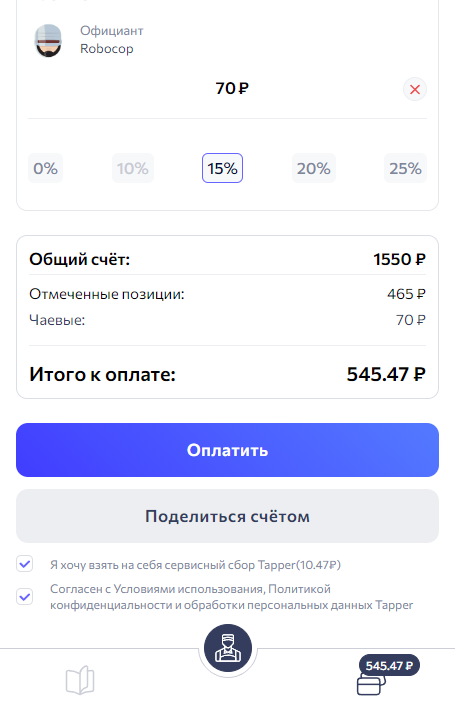 Официант
Robocop
70 ₽
0%
10%
15%
20%
25%
Общий счёт: 1550 ₽
Отмеченные позиции: 465 ₽
Чаевые: 70 ₽
Итого к оплате: 545.47 ₽
Оплатить
Поделиться счётом
Я хочу взять на себя сервисный сбор Tapper(10.47₽)
Согласен с Условиями использования, Политикой
конфиденциальности и обработки персональных данных Tapper
545.47 ₽